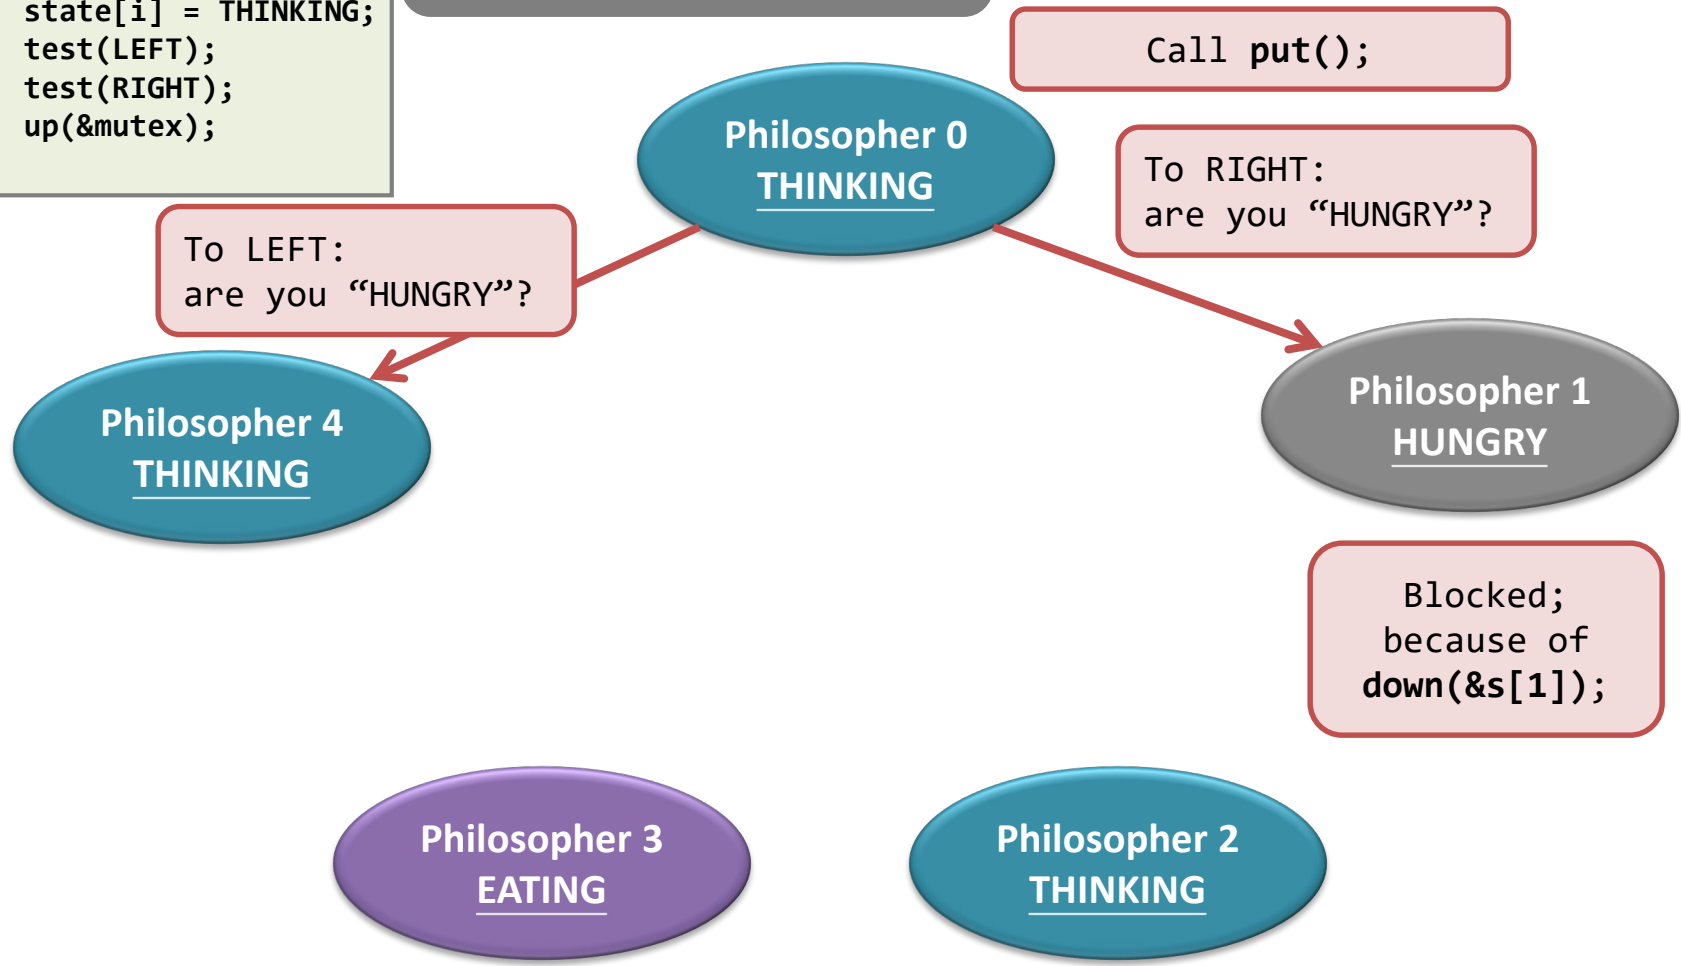 state[i] = THINKING;
test(LEFT);
test(RIGHT);
up(&mutex);
Call put();
Philosopher 0
THINKING
To RIGHT:
are you “HUNGRY”?
To LEFT:
are you “HUNGRY”?
Philosopher 4
THINKING
Philosopher 1
HUNGRY
Blocked;
because of
down(&s[1]);
Philosopher 3
EATING
Philosopher 2
THINKING